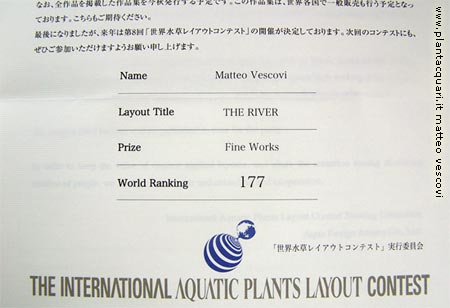 なお、全作品を掲載した作品集を今秋発行する予定です。この作品集は、世界各国で一般販売も行う予定となっ
ております。こちらもご期待ください。
最後になりましたが、来年は第8回「世界水草レイアウトコンテスト」の開催が決定しております。次回のコンテストにも、
ぜひご参加いただけますようお願い申し上げます。
Name Matteo Vescovi
Layout Title THE RIVER
Prize Fine Works
World Ranking 177
「世界水草レイアウトコンテスト」実行委員会
THE INTERNATIONAL AQUATIC PLANTS LAYOUT CONTEST
www.plantacquari.it matteo vescovi